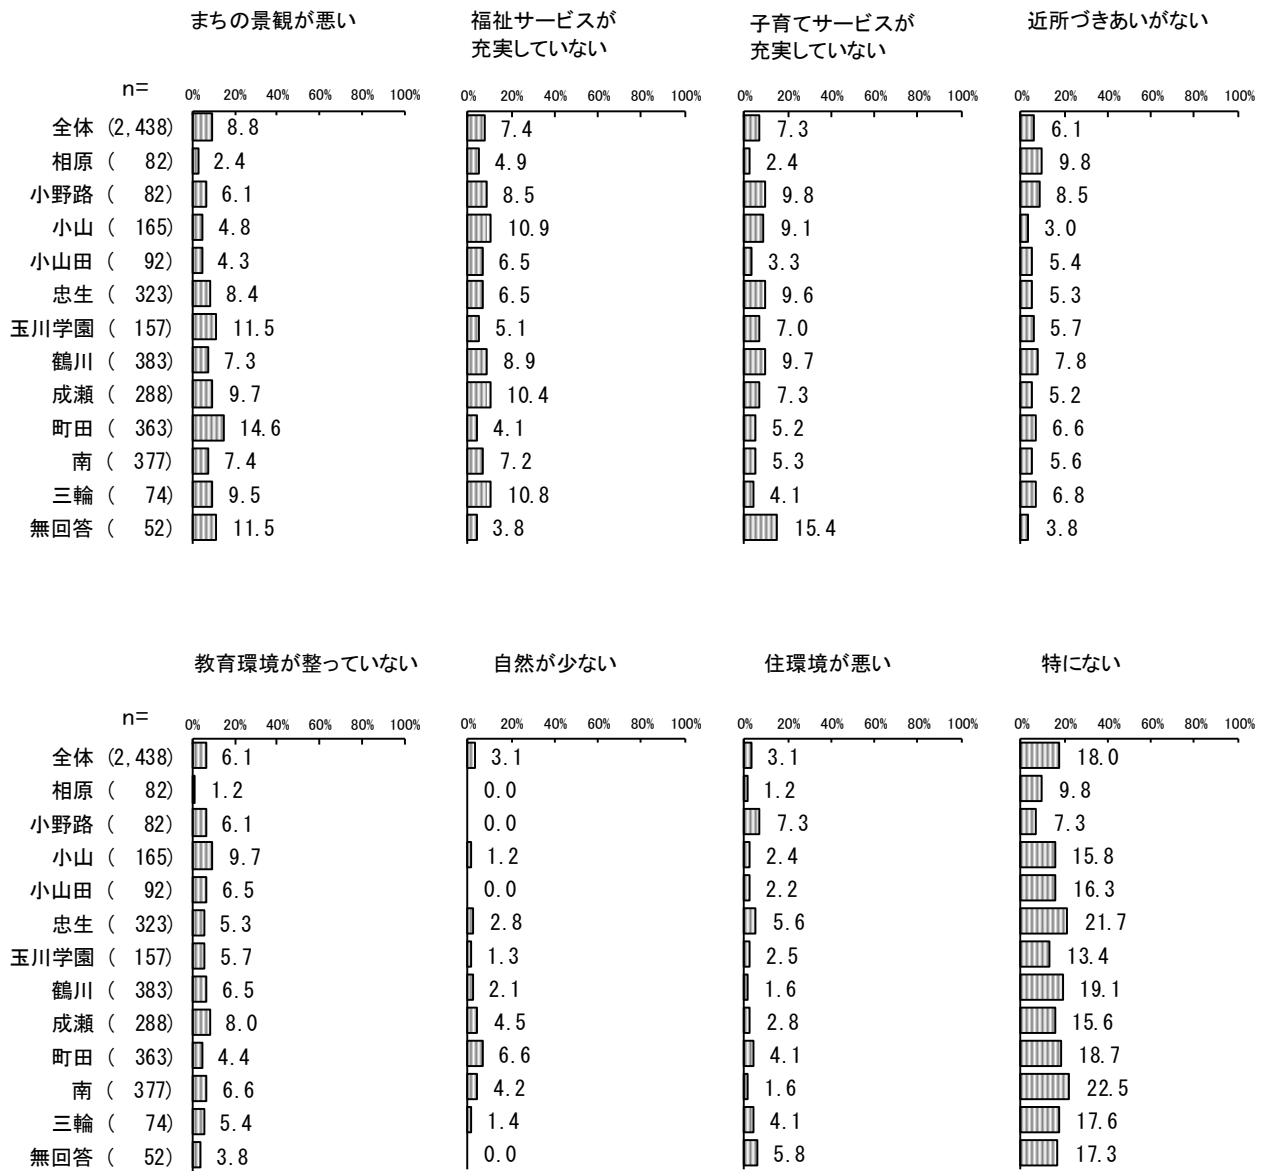 まちの景観が悪い 福祉サービスが 子育てサービスが 近所づきあいがない
充実していない 充実していない
n= 0% 20% 40% 60% 80% 100% 0% 20% 40% 60% 80% 100% 0% 20% 40% 60% 80% 100% 0% 20% 40% 60% 80% 100%
全体 (2,438) 8.8 7.4 7.3 6.1
相原 ( 82) 2.4 4.9 2.4 9.8
小野路 ( 82) 6.1 8.5 9.8 8.5
小山 ( 165) 4.8 10.9 9.1 3.0
小山田 ( 92) 4.3 6.5 3.3 5.4
忠生 ( 323) 8.4 6.5 9.6 5.3
玉川学園 ( 157) 11.5 5.1 7.0 5.7
鶴川 ( 383) 7.3 8.9 9.7 7.8
成瀬 ( 288) 9.7 10.4 7.3 5.2
町田 ( 363) 14.6 4.1 5.2 6.6
南 ( 377) 7.4 7.2 5.3 5.6
三輪 ( 74) 9.5 10.8 4.1 6.8
無回答 ( 52) 11.5 3.8 15.4 3.8
教育環境が整っていない 自然が少ない 住環境が悪い 特にない
n= 0% 20% 40% 60% 80% 100% 0% 20% 40% 60% 80% 100% 0% 20% 40% 60% 80% 100% 0% 20% 40% 60% 80% 100%
全体 (2,438) 6.1 3.1 3.1 18.0
相原 ( 82) 1.2 0.0 1.2 9.8
小野路 ( 82) 6.1 0.0 7.3 7.3
小山 ( 165) 9.7 1.2 2.4 15.8
小山田 ( 92) 6.5 0.0 2.2 16.3
忠生 ( 323) 5.3 2.8 5.6 21.7
玉川学園 ( 157) 5.7 1.3 2.5 13.4
鶴川 ( 383) 6.5 2.1 1.6 19.1
成瀬 ( 288) 8.0 4.5 2.8 15.6
町田 ( 363) 4.4 6.6 4.1 18.7
南 ( 377) 6.6 4.2 1.6 22.5
三輪 ( 74) 5.4 1.4 4.1 17.6
無回答 ( 52) 3.8 0.0 5.8 17.3